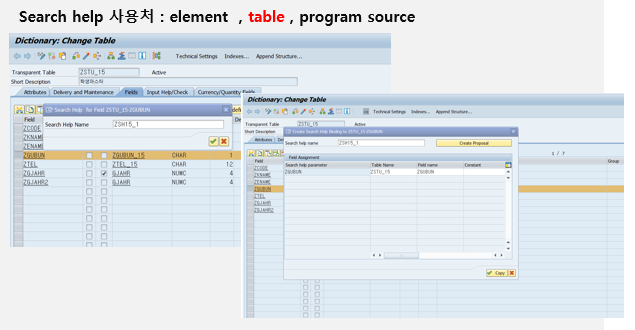 Search help 사용처 : element , table , program source
Dictionary: Change Table
Technical Settings Indexes... Append Structure...
Transparent Table ZSTU_15 Active
Short Description 학생마스터
Attributes Delivery and Maintenance Fields Input Help/Check Currency/Quantity Fields
Field
Search Help for Field ZSTU_15-ZGUBUN
Search Help Name ZSH15_1
ZCODE
ZKNAME
ZENAME
ZGUBUN ZGUBUN_15 CHAR 1
ZTEL ZTEL_15 CHAR 12
GJAHR GJAHR NUMC 4
GJAHR2 GJAHR NUMC 4
Dictionary: Change Table
Technical Settings Indexes... Append Structure...
Transparent Table ZSTU_15 Active
Short Description
Attributes
Create Search Help Binding to ZSTU_15-ZGUBUN
Search help name ZSH15_1 Create Proposal
Field Assignment
Search help parameter Table Name Field name Constant
ZGUBUN ZSTU_15 ZGUBUN
Copy
1 / 7
Field
Group
ZCODE
ZKNAME
ZENAME
ZGUBUN
ZTEL
GJAHR
GJAHR2